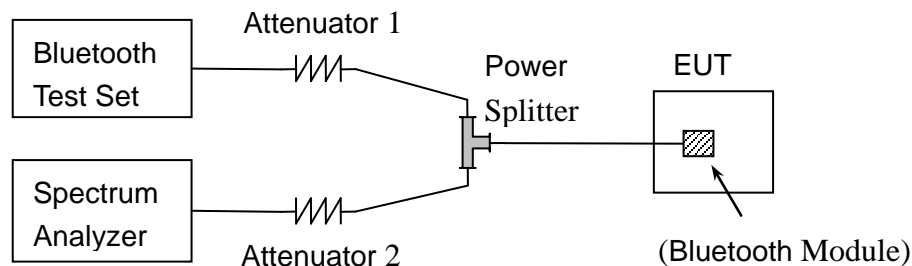 Bluetooth
Test Set
Attenuator 1
Power
Splitter
EUT
Spectrum
Analyzer
Attenuator 2
(Bluetooth Module)